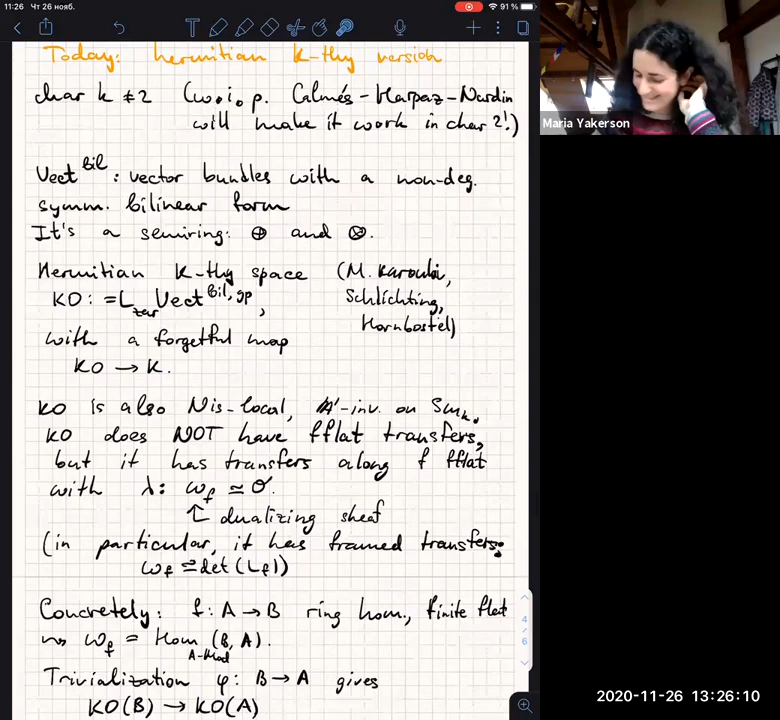 11:26 Чт 26 нояб.
91 %
Today: hermitian K-thy version
char k ≠ 2 (w.i.p. Calmès-Harpaz-Nardin
will make it work in char 2!)
Vect^Bil : vector bundles with a non-deg.
symm. bilinear form
It's a semiring: ⊕ and ⊗.
Hermitian K-thy space (M. Karoubi,
KO := L_zar Vect^Bil, gp, Schlichting,
Hornbostel)
with a forgetful map
KO → K.
KO is also Nis-local, A¹-inv. on Sm_k.
KO does NOT have fflat transfers,
but it has transfers along f fflat
with λ: ω_f ≃ O.
↑ dualizing sheaf
(in particular, it has framed transfers:
ω_f ≃ det(L_f))
Concretely: f: A → B ring hom., finite flat
⇝ ω_f = Hom_A-Mod (B, A).
Trivialization φ: B → A gives
KO(B) → KO(A)
4
/
6
Maria Yakerson
2020-11-26 13:26:10